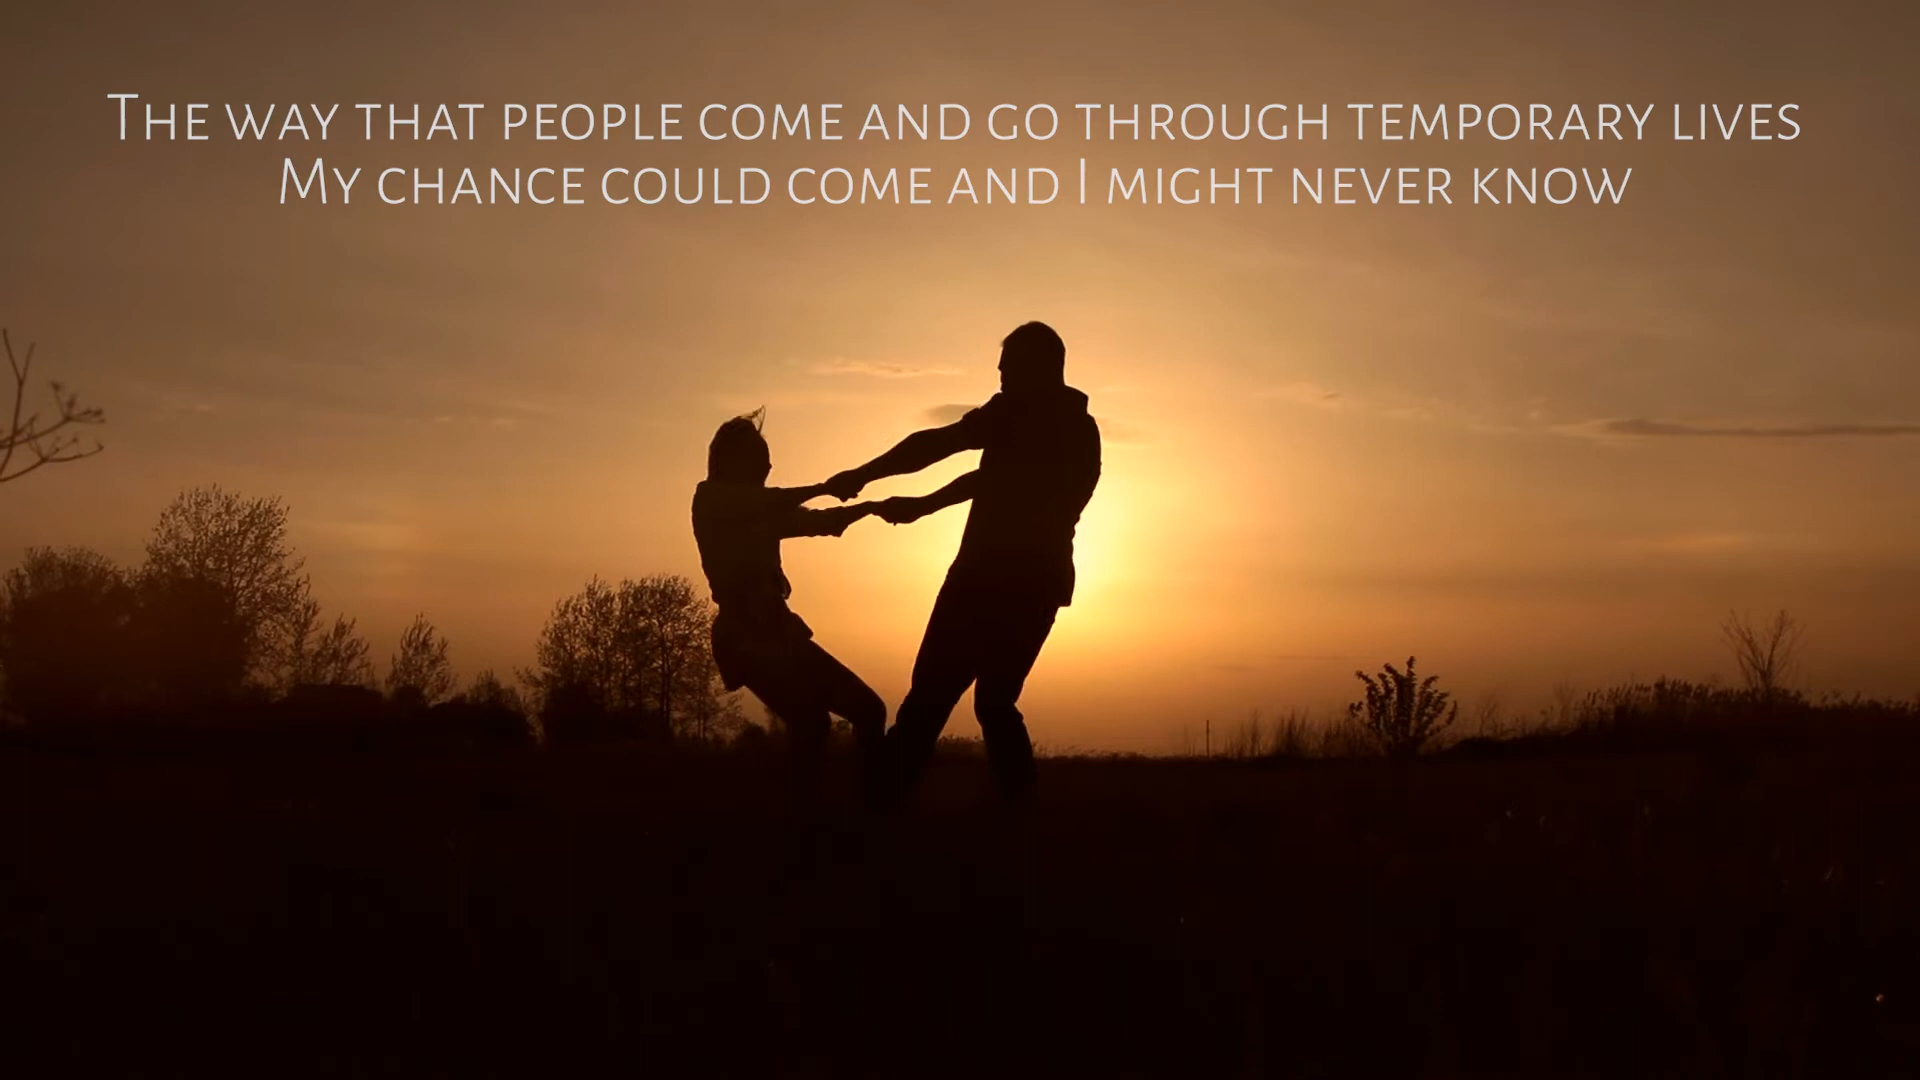 The way that people come and go through temporary lives
My chance could come and I might never know